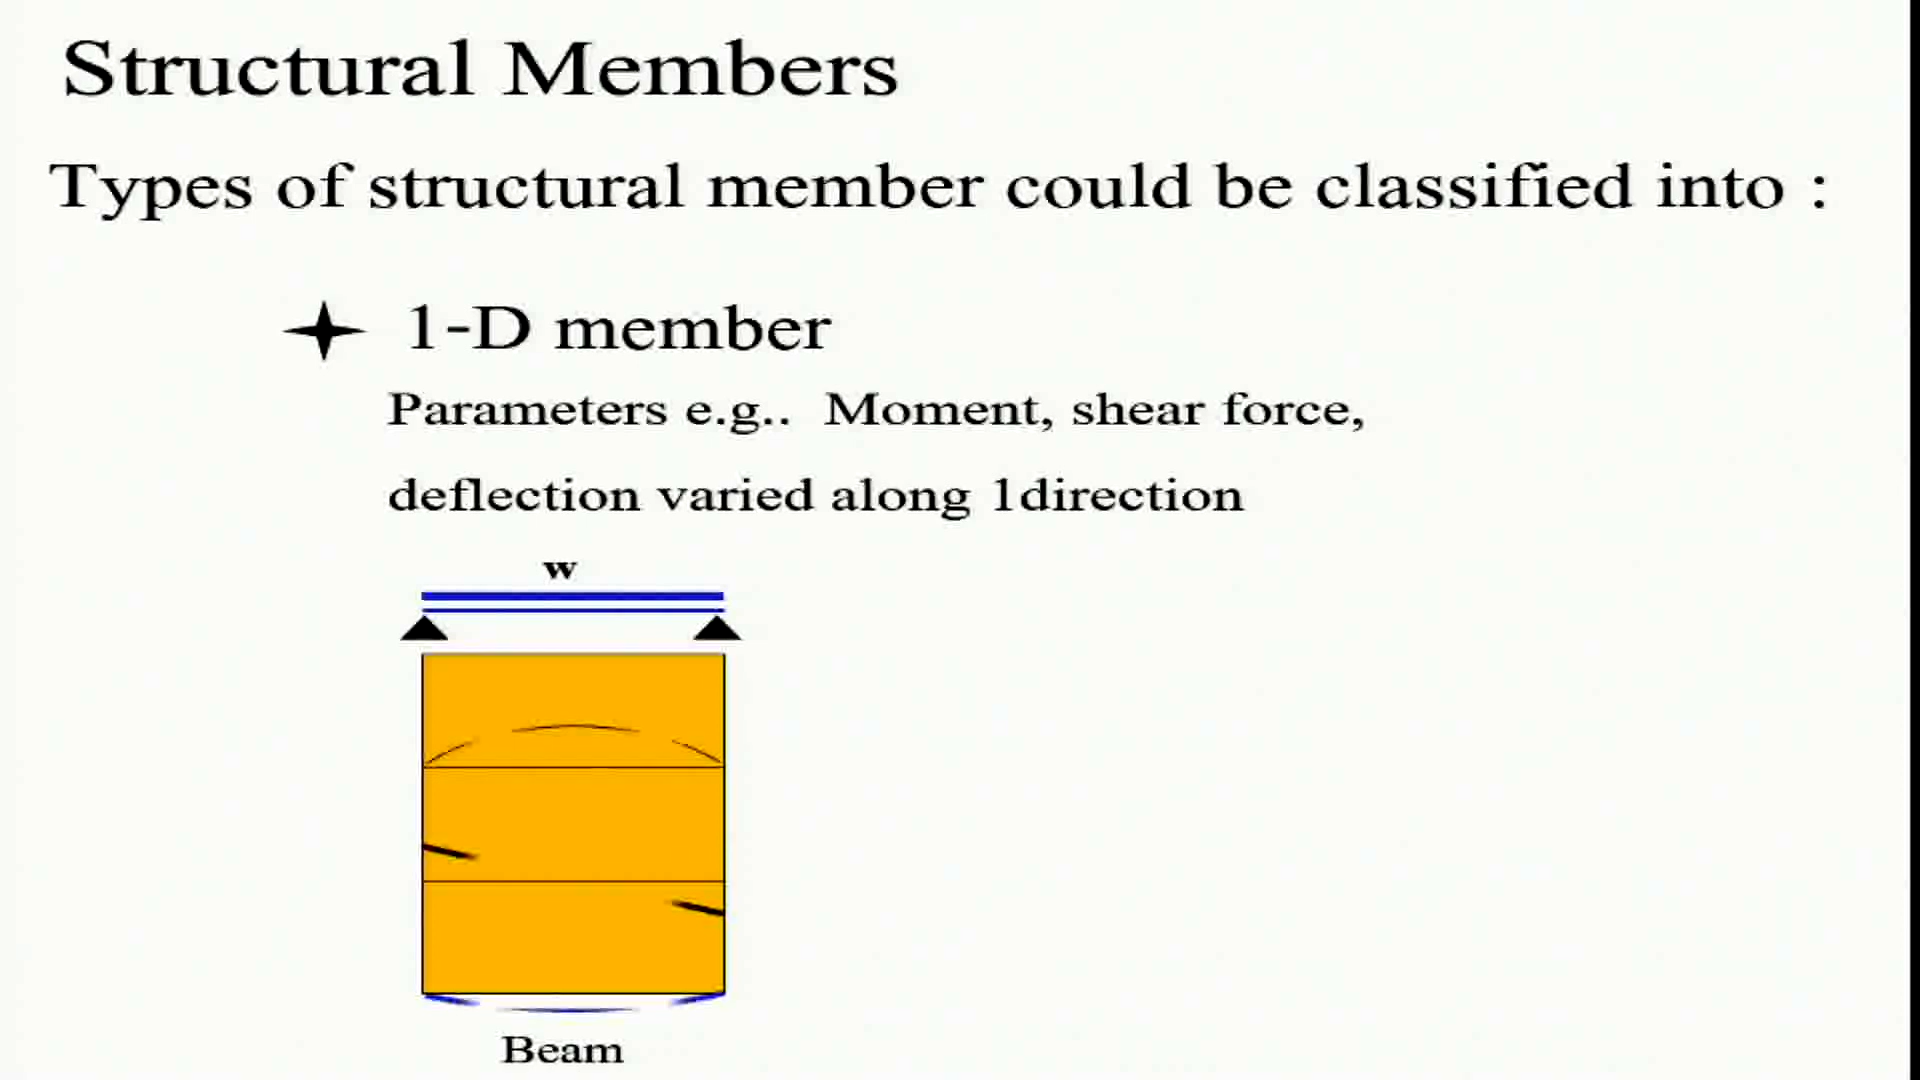 Structural Members
Types of structural member could be classified into :
1-D member
Parameters e.g.. Moment, shear force,
deflection varied along 1direction
w
Beam